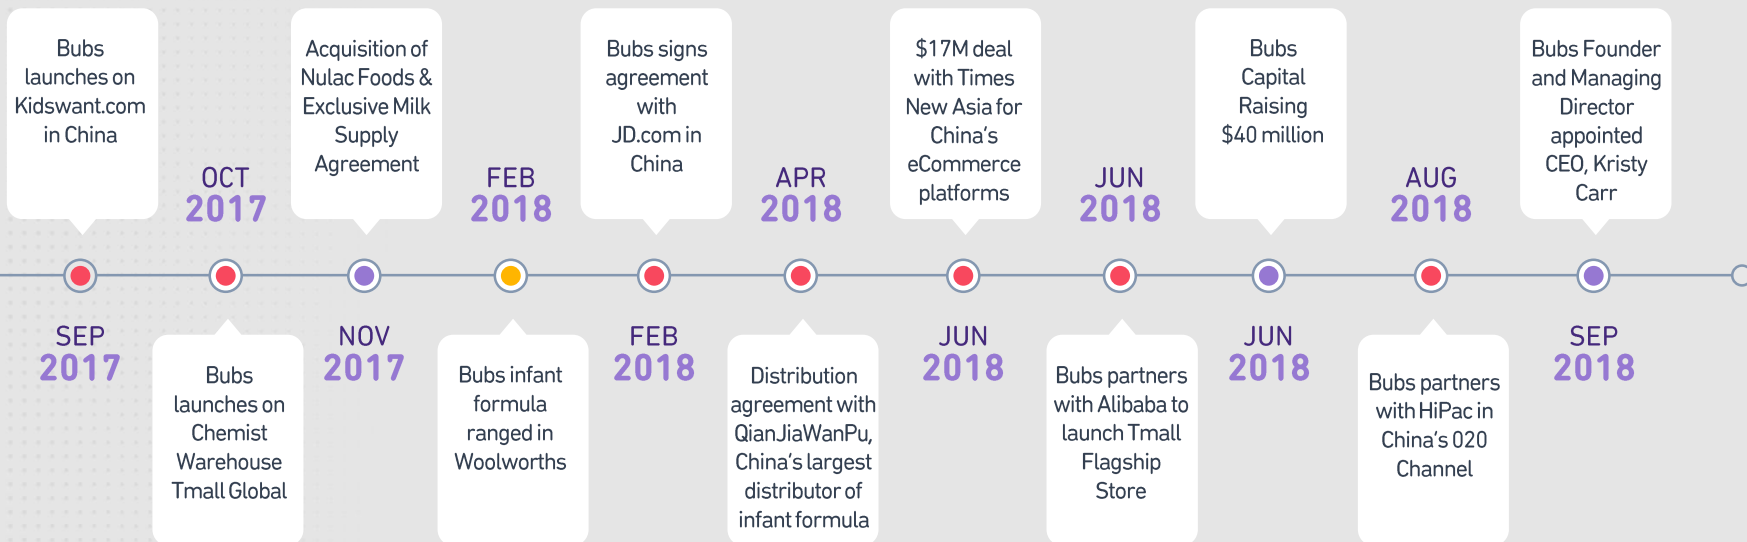 Bubs
launches on
Kidswant.com
in China
SEP
2017
OCT
2017
Bubs
launches on
Chemist
Warehouse
Tmall Global
Acquisition of
Nulac Foods &
Exclusive Milk
Supply
Agreement
NOV
2017
FEB
2018
Bubs infant
formula
ranged in
Woolworths
Bubs signs
agreement
with
JD.com in
China
FEB
2018
APR
2018
Distribution
agreement with
QianJiaWanPu,
China's largest
distributor of
infant formula
$17M deal
with Times
New Asia for
China's
eCommerce
platforms
JUN
2018
JUN
2018
Bubs partners
with Alibaba to
launch Tmall
Flagship
Store
Bubs
Capital
Raising
$40 million
JUN
2018
AUG
2018
Bubs partners
with HiPac in
China's 020
Channel
Bubs Founder
and Managing
Director
appointed
CEO, Kristy
Carr
SEP
2018